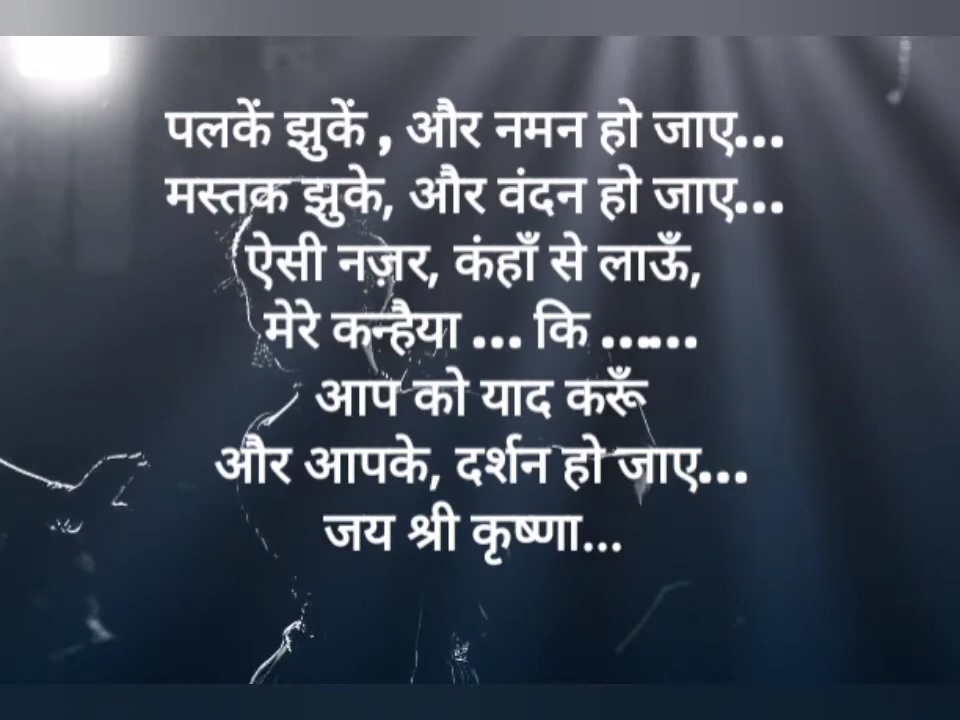 पलकें झुकें , और नमन हो जाए...
मस्तक झुके, और वंदन हो जाए...
ऐसी नज़र, कंहाँ से लाऊँ,
मेरे कन्हैया ... कि ......
आप को याद करूँ
और आपके, दर्शन हो जाए...
जय श्री कृष्णा...